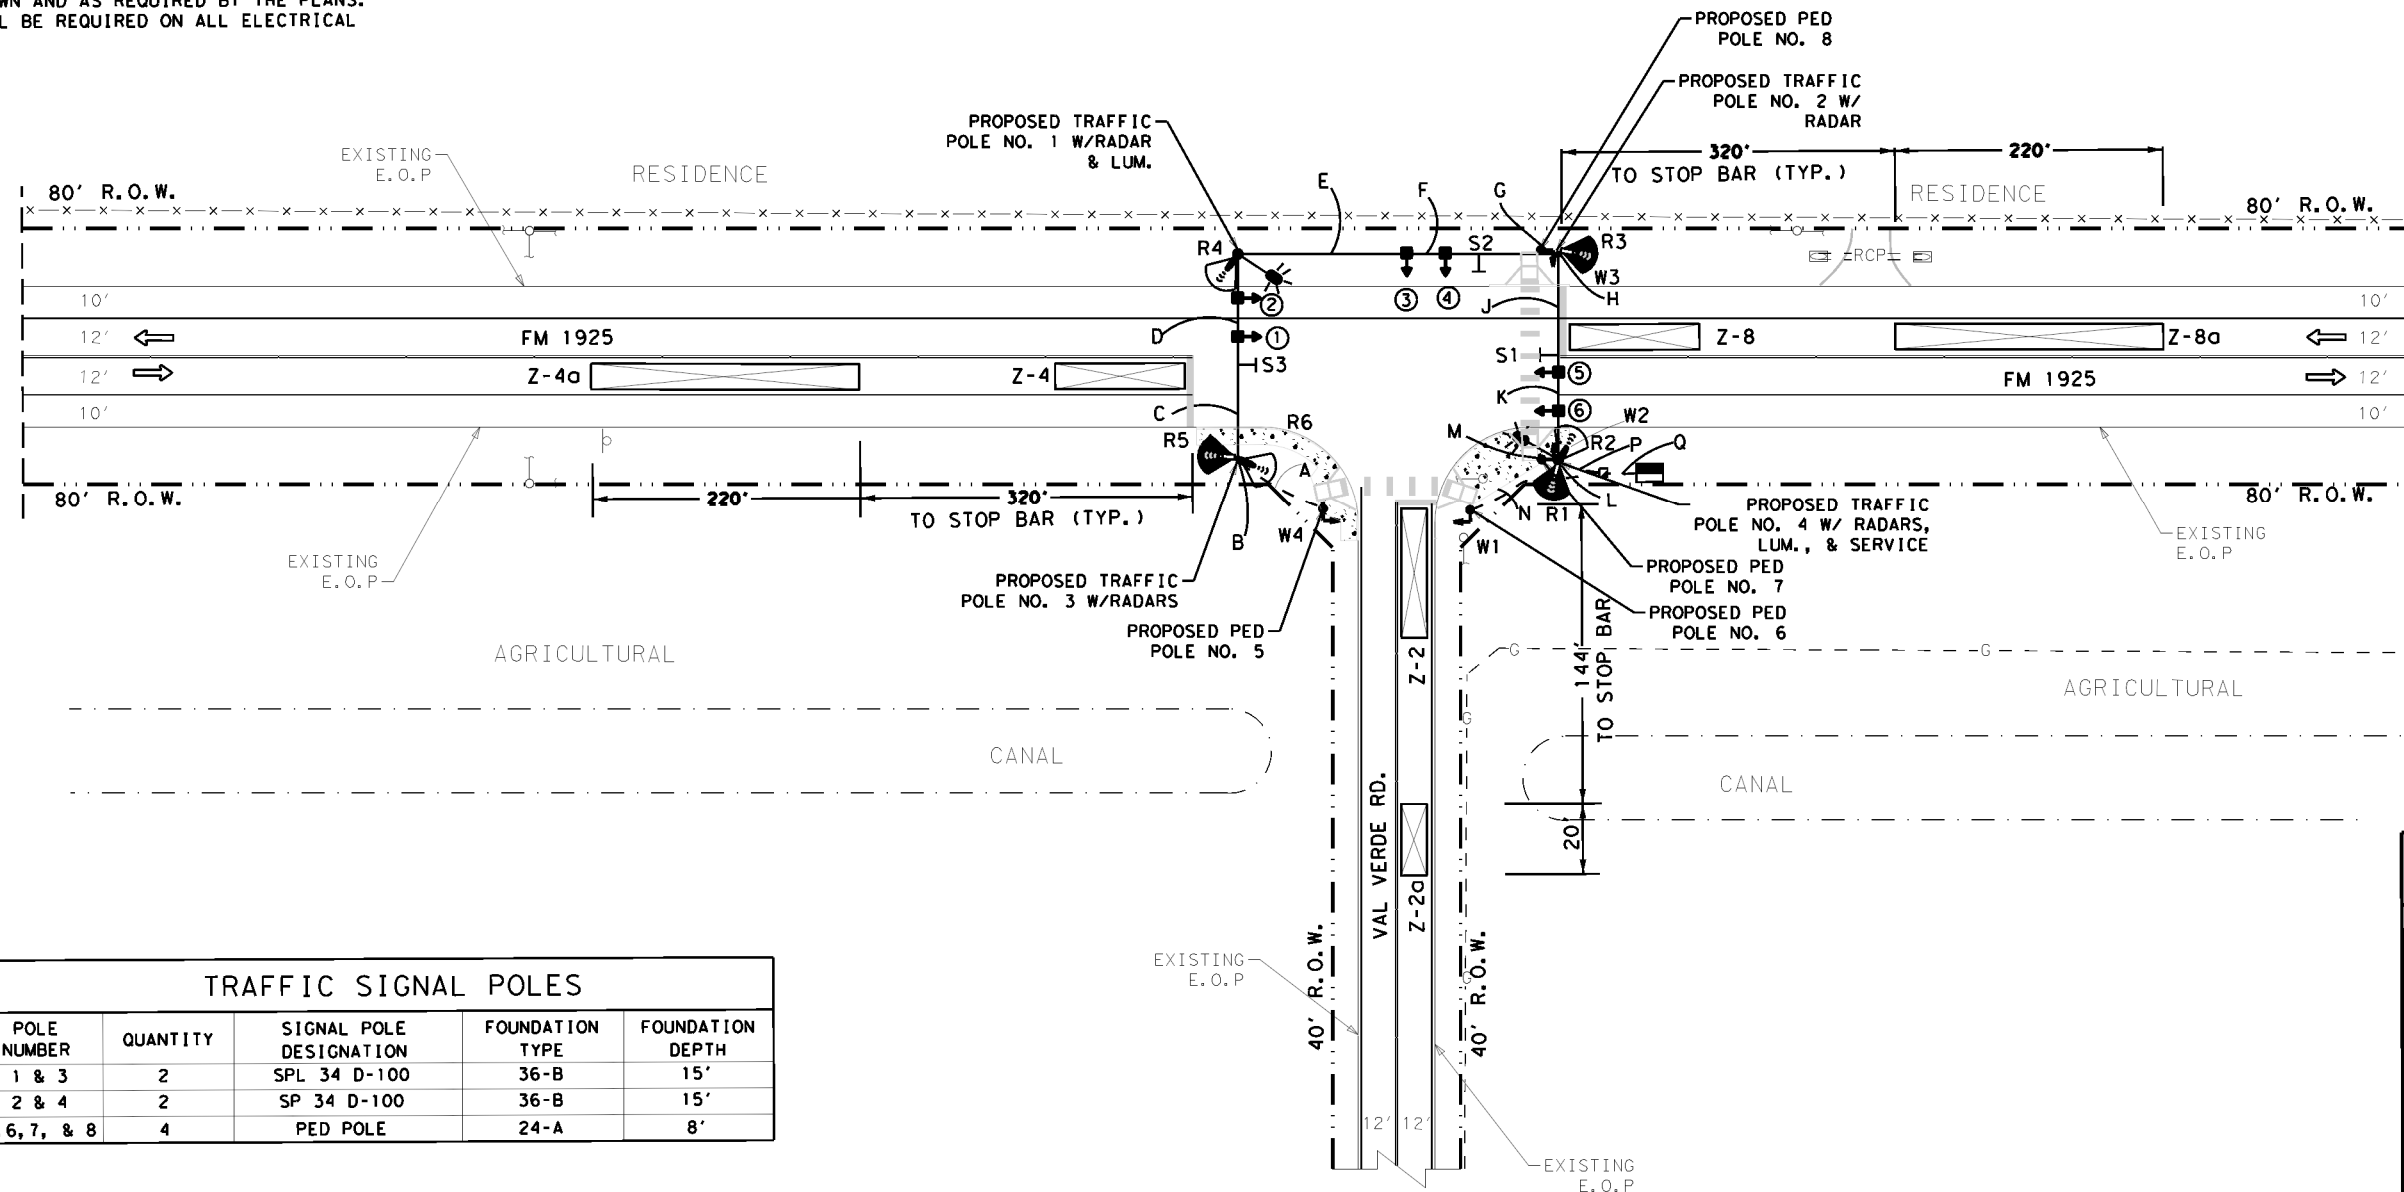 WN AND AS REQUIRED BY THE PLANS.
L BE REQUIRED ON ALL ELECTRICAL
PROPOSED PED
POLE NO. 8
PROPOSED TRAFFIC
POLE NO. 2 W/
RADAR
PROPOSED TRAFFIC
POLE NO. 1 W/RADAR
& LUM.
EXISTING
E.O.P
RESIDENCE
80' R.O.W.
320'
220'
TO STOP BAR (TYP.)
RESIDENCE
80' R.O.W.
E
F
G
R4
S2
R3
W3
H
RCP
10'
2
3
4
J
10'
12'
FM 1925
D
1
Z-8
Z-8a
12'
S1
S3
5
12'
Z-4a
Z-4
FM 1925
12'
K
10'
C
6
10'
R6
W2
R5
M
R2
P
Q
A
80' R.O.W.
220'
320'
TO STOP BAR (TYP.)
B
W4
N
R1
L
W1
80' R.O.W.
PROPOSED TRAFFIC
POLE NO. 4 W/ RADARS,
LUM., & SERVICE
EXISTING
E.O.P
EXISTING
E.O.P
PROPOSED TRAFFIC
POLE NO. 3 W/RADARS
PROPOSED PED
POLE NO. 7
PROPOSED PED
POLE NO. 6
PROPOSED PED
POLE NO. 5
AGRICULTURAL
Z-2
144'
TO STOP BAR
G
G
AGRICULTURAL
G
CANAL
CANAL
VAL VERDE RD.
20'
Z-2a
40' R.O.W.
40' R.O.W.
G
EXISTING
E.O.P
12'
12'
EXISTING
E.O.P
TRAFFIC SIGNAL POLES
POLE NUMBER QUANTITY SIGNAL POLE DESIGNATION FOUNDATION TYPE FOUNDATION DEPTH
1 & 3 2 SPL 34 D-100 36-B 15'
2 & 4 2 SP 34 D-100 36-B 15'
6,7, & 8 4 PED POLE 24-A 8'